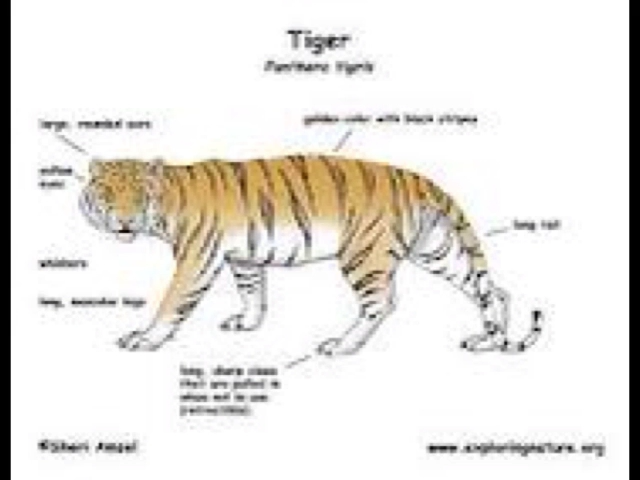 Tiger
Panthera tigris
large, rounded ears
golden color with black stripes
yellow
eyes
long tail
whiskers
long, muscular legs
long, sharp claws
that are pulled in
when not in use
(retractible).
©Sheri Amsel
www.exploringnature.org